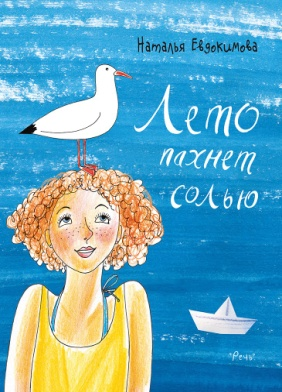 Наталья Евдокимова
Лето
пахнет
солью
Речь